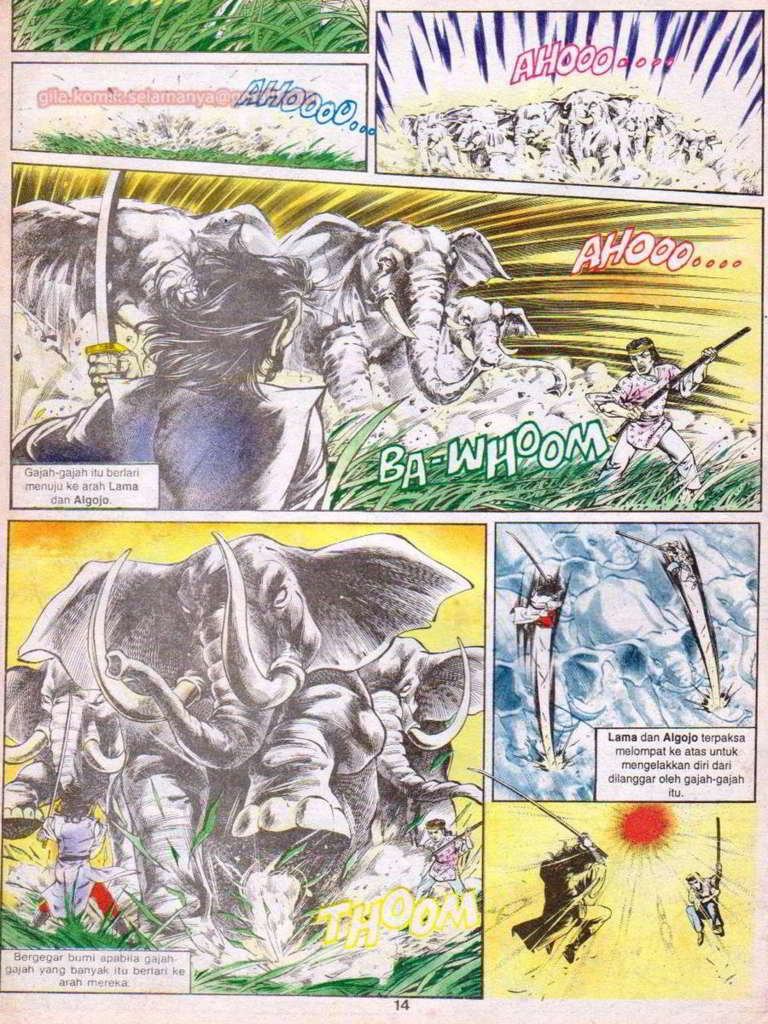 gila.komik.selamanya@g
AHOOOU...
AHOOO....
AHOOO....
BA-WHOOM
Gajah-gajah itu berlari
menuju ke arah Lama
dan Algojo.
THOOM
Bergegar bumi apabila gajah-
gajah yang banyak itu berlari ke
arah mereka.
Lama dan Algojo terpaksa
melompat ke atas untuk
mengelakkan diri dari
dilanggar oleh gajah-gajah
itu.
14